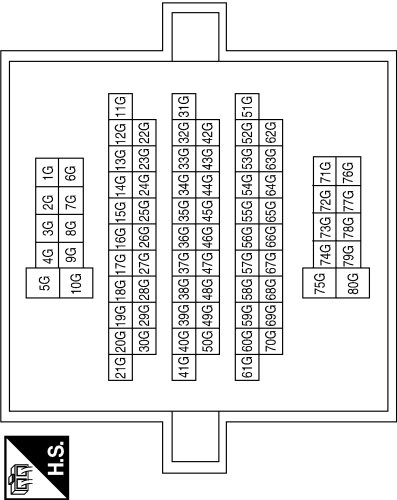 H.S.
5G 4G 3G 2G 1G
10G 9G 8G 7G 6G
21G 20G 19G 18G 17G 16G 15G 14G 13G 12G 11G
30G 29G 28G 27G 26G 25G 24G 23G 22G
41G 40G 39G 38G 37G 36G 35G 34G 33G 32G 31G
50G 49G 48G 47G 46G 45G 44G 43G 42G
61G 60G 59G 58G 57G 56G 55G 54G 53G 52G 51G
70G 69G 68G 67G 66G 65G 64G 63G 62G
75G 74G 73G 72G 71G
80G 79G 78G 77G 76G